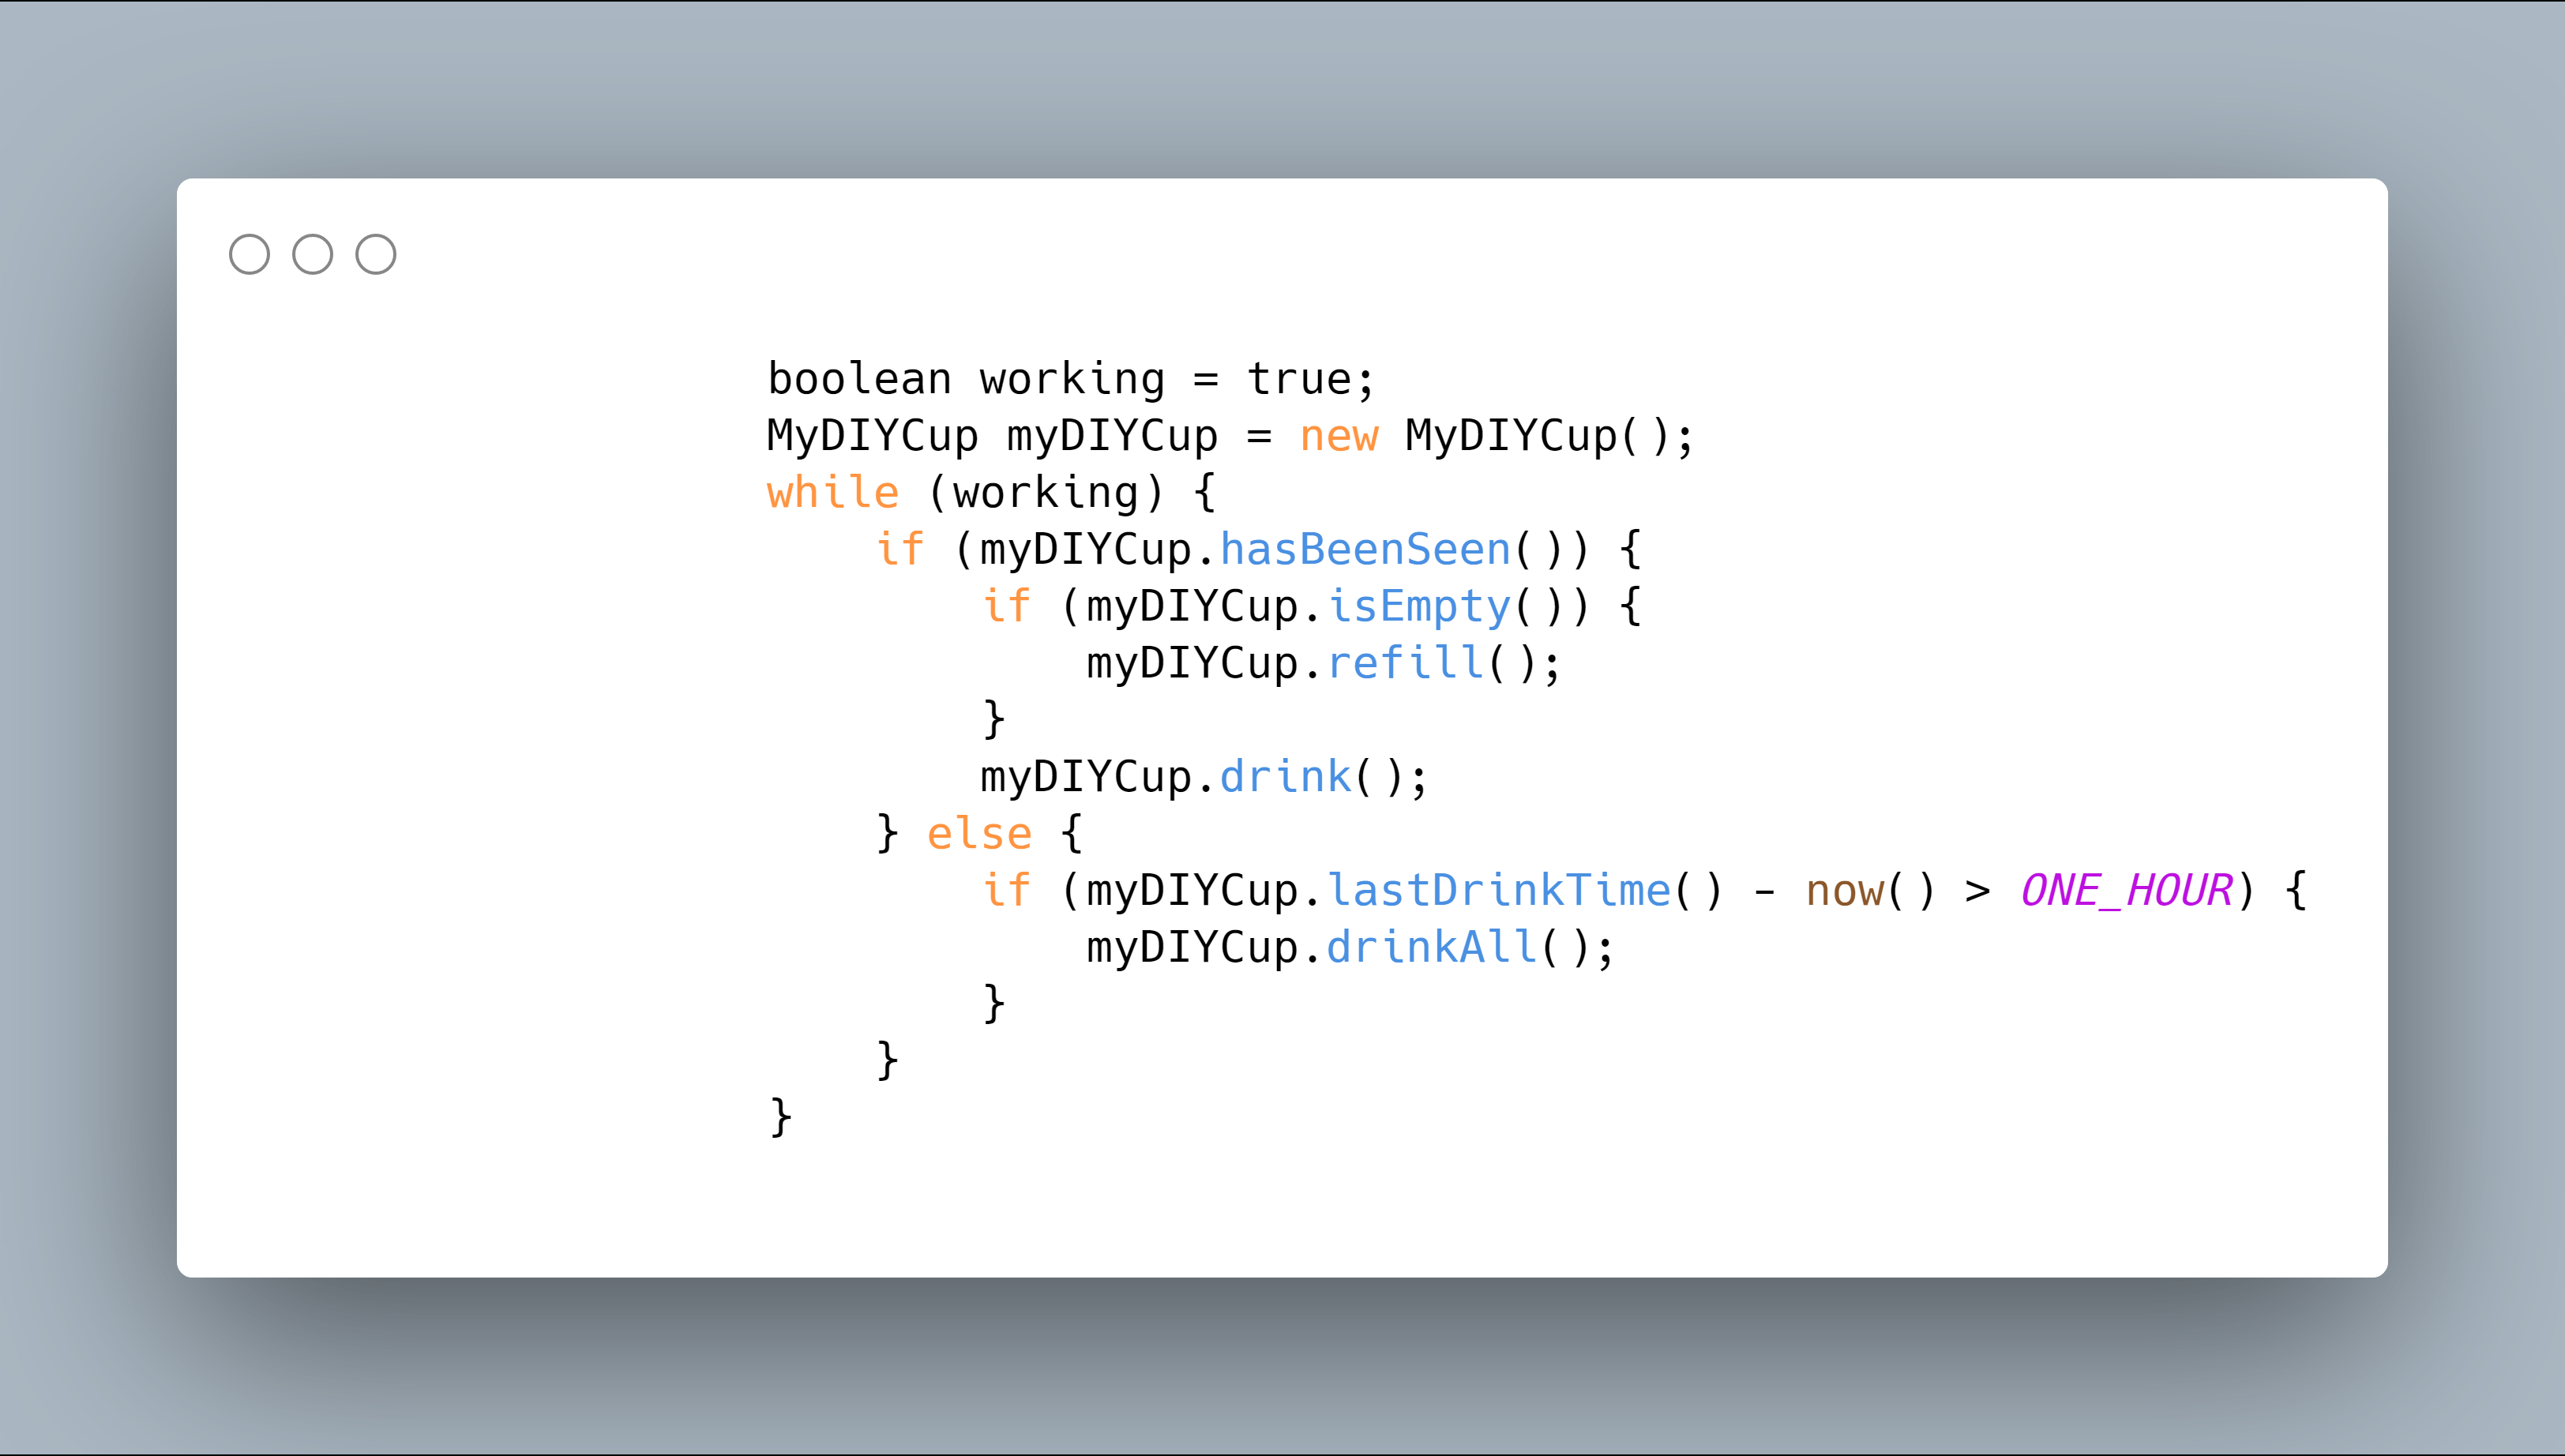 boolean working = true;
MyDIYCup myDIYCup = new MyDIYCup();
while (working) {
    if (myDIYCup.hasBeenSeen()) {
        if (myDIYCup.isEmpty()) {
            myDIYCup.refill();
        }
        myDIYCup.drink();
    } else {
        if (myDIYCup.lastDrinkTime() - now() > ONE_HOUR) {
            myDIYCup.drinkAll();
        }
    }
}